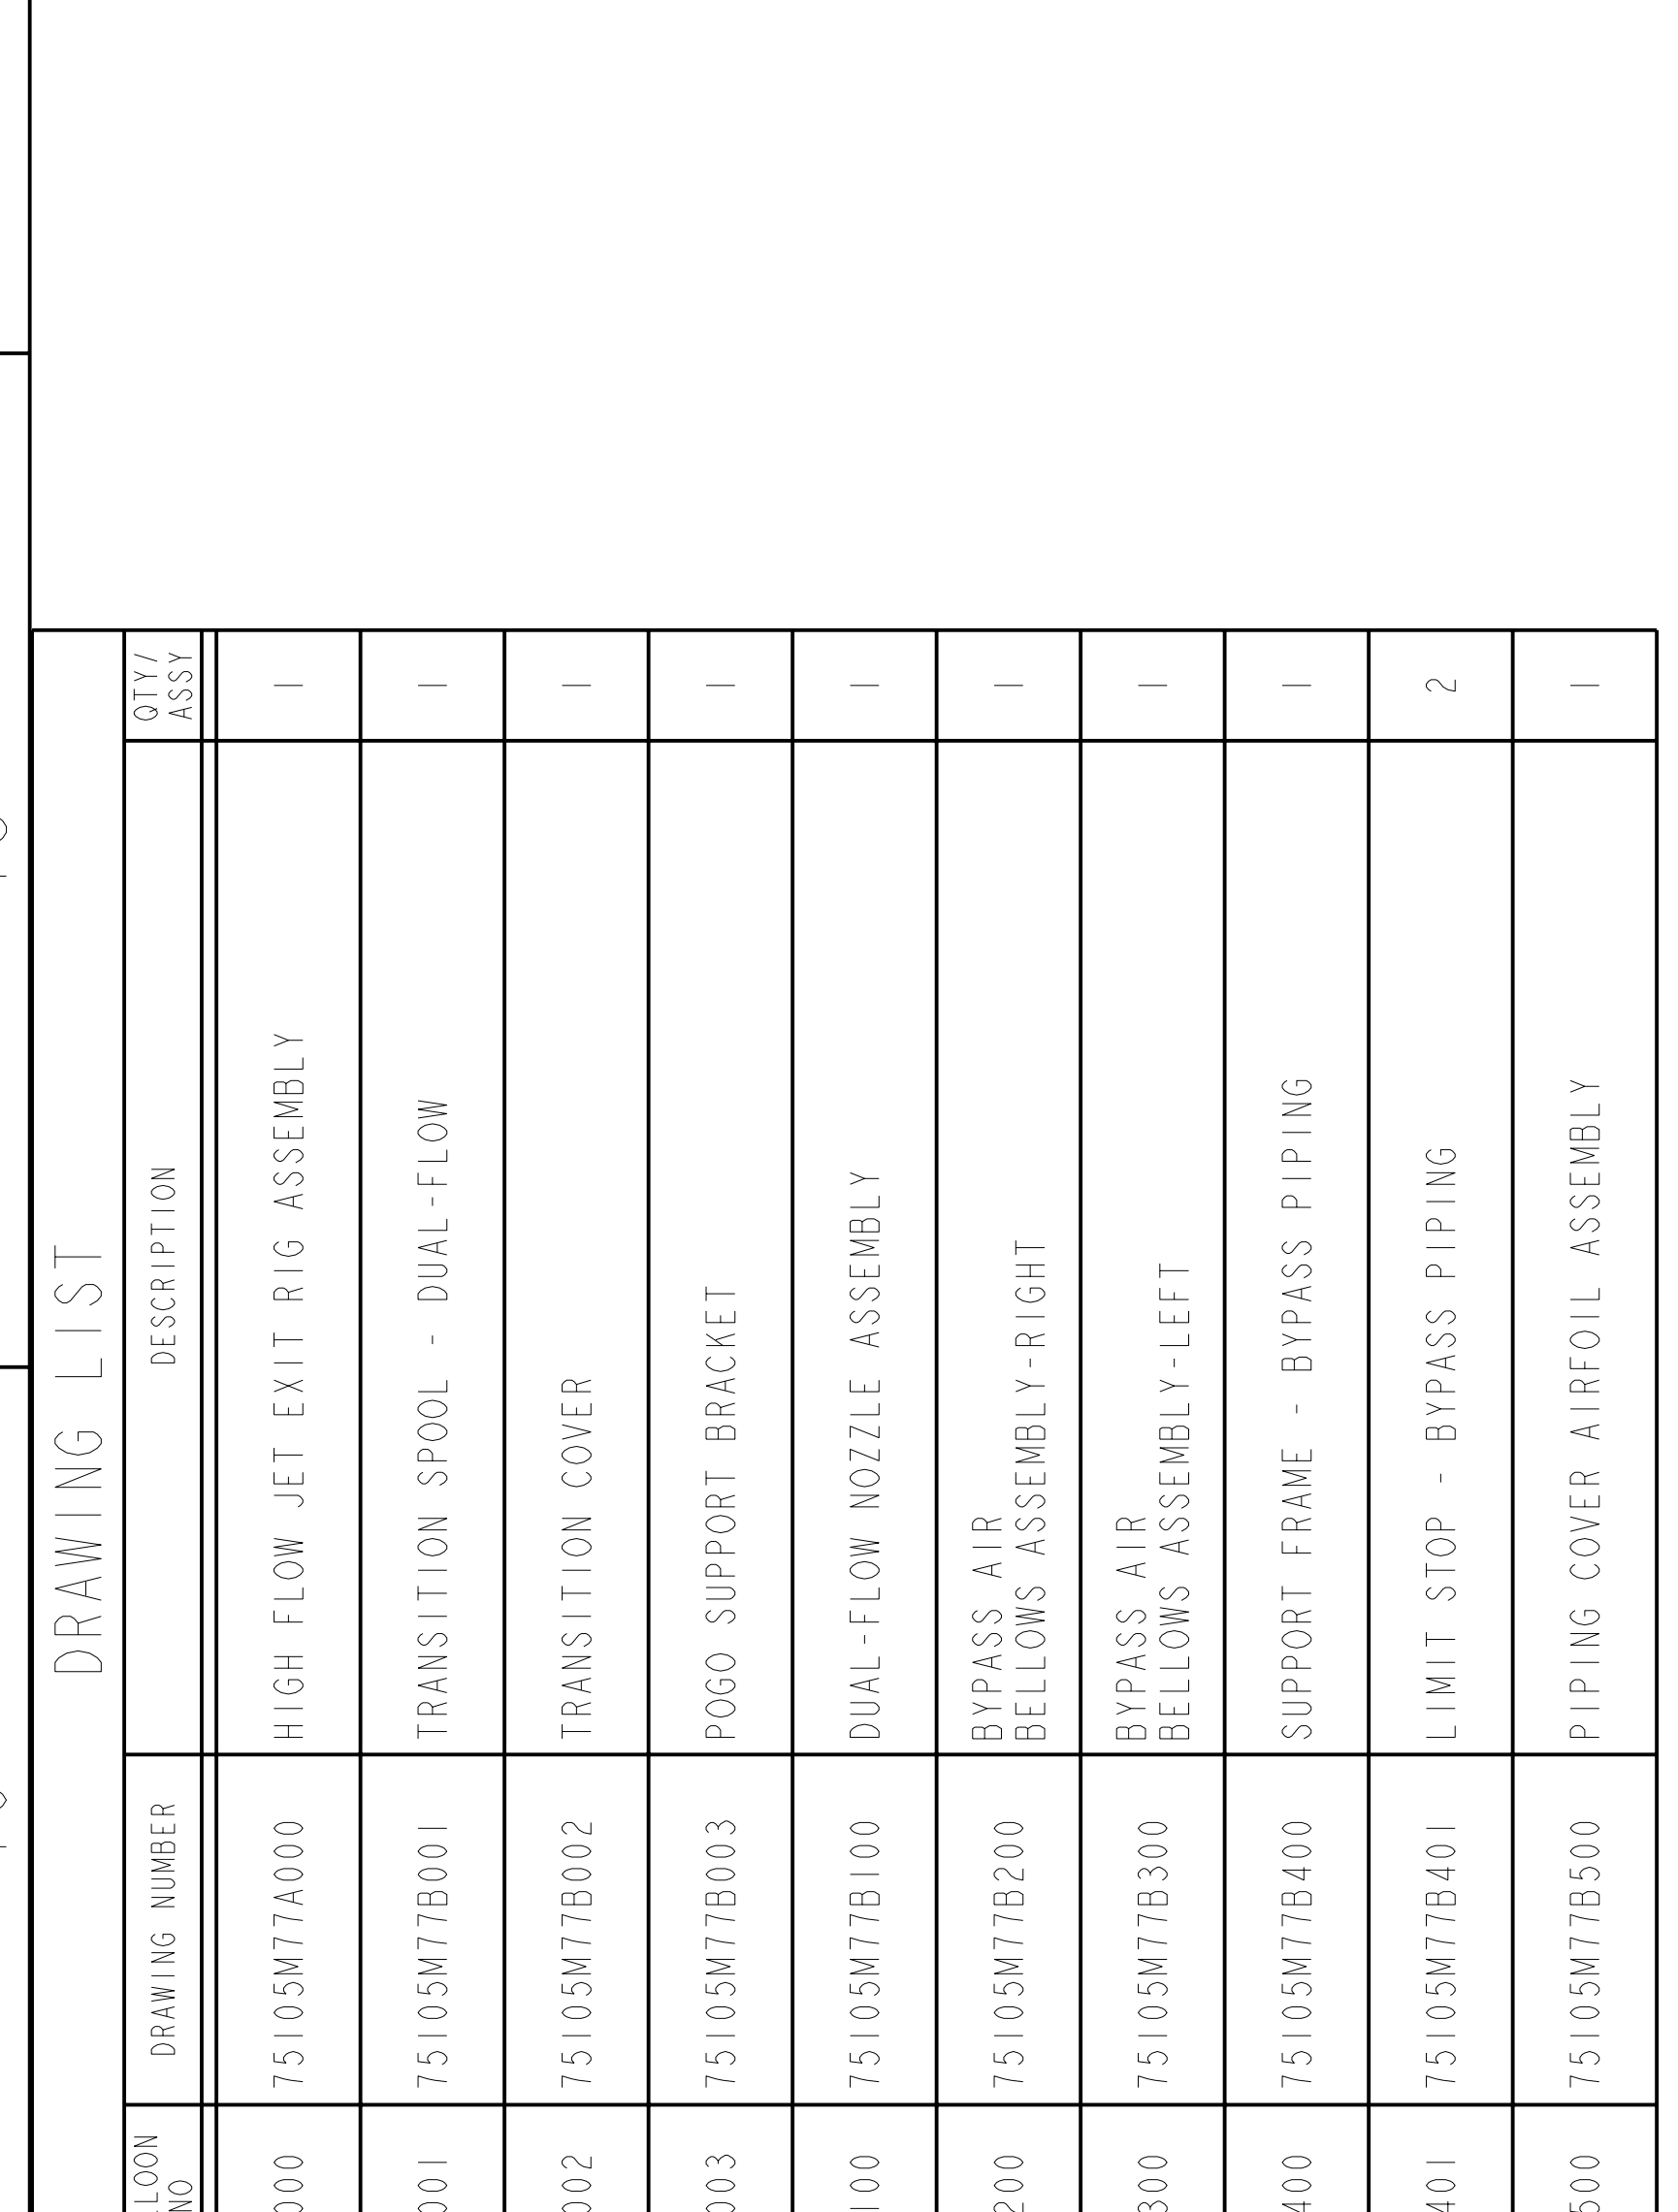 DRAWING LIST
DRAWING NUMBER
DESCRIPTION
QTY/
ASSY
75105M77A000
HIGH FLOW JET EXIT RIG ASSEMBLY
1
75105M77B001
TRANSITION SPOOL - DUAL-FLOW
1
75105M77B002
TRANSITION COVER
1
75105M77B003
POGO SUPPORT BRACKET
1
75105M77B100
DUAL-FLOW NOZZLE ASSEMBLY
1
75105M77B200
BYPASS AIR
BELLOWS ASSEMBLY-RIGHT
1
75105M77B300
BYPASS AIR
BELLOWS ASSEMBLY-LEFT
1
75105M77B400
SUPPORT FRAME - BYPASS PIPING
1
75105M77B401
LIMIT STOP - BYPASS PIPING
2
75105M77B500
PIPING COVER AIRFOIL ASSEMBLY
1